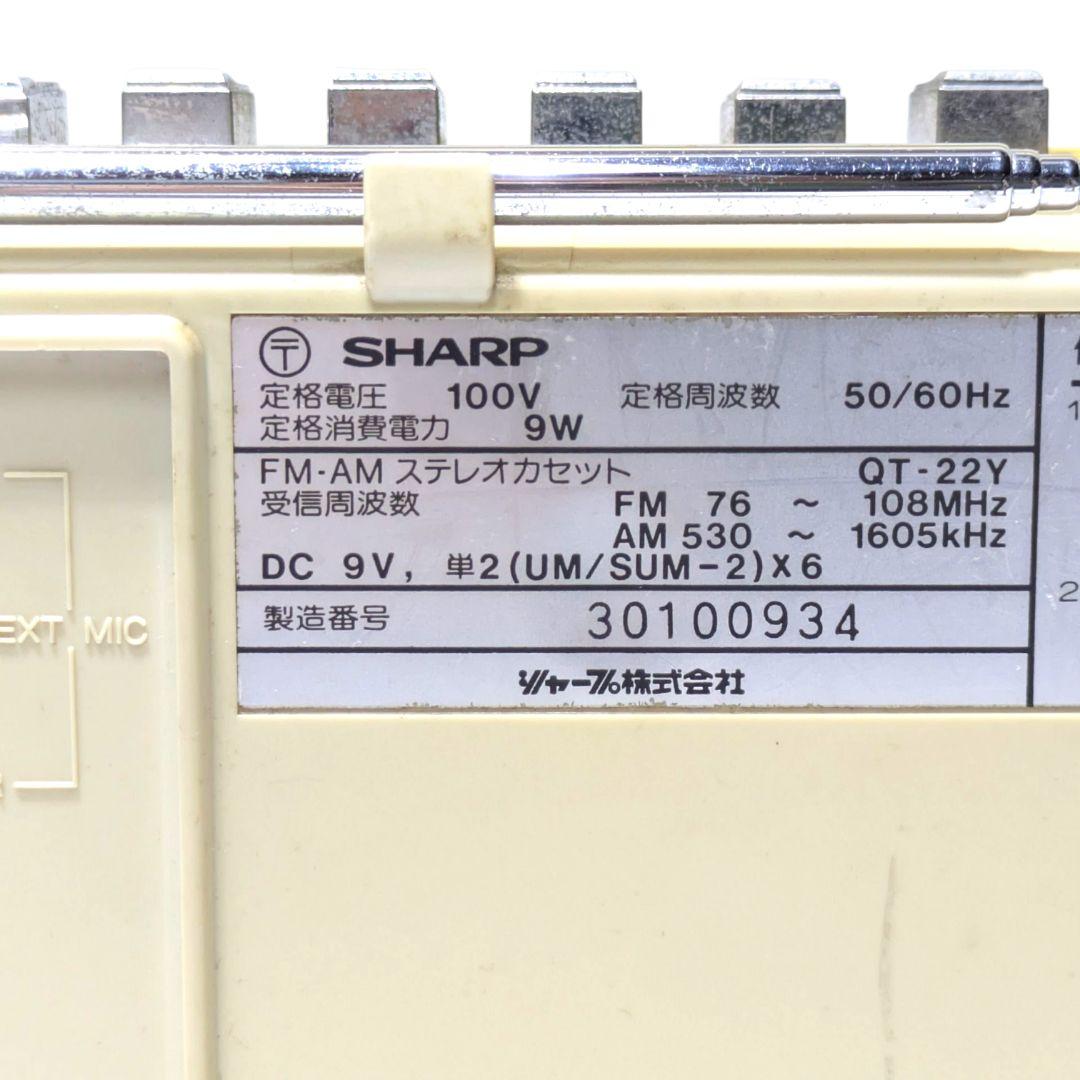 〒 SHARP
定格電圧 100V 定格周波数 50/60Hz
定格消費電力 9W
FM-AM ステレオカセット QT-22Y
受信周波数 FM 76 ~ 108MHz
AM 530 ~ 1605kHz
DC 9V, 単2(UM/SUM-2)X6
製造番号 30100934
シャープ株式会社
EXT MIC
1
2